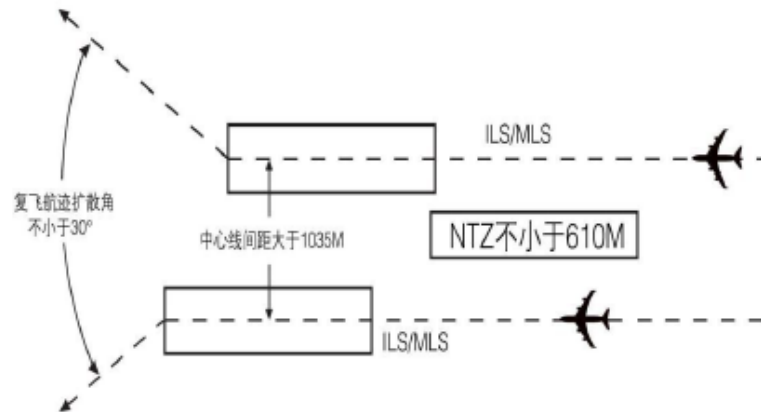 ILS/MLS
复飞航迹扩散角
不小于30°
中心线间距大于1035M
NTZ不小于610M
ILS/MLS